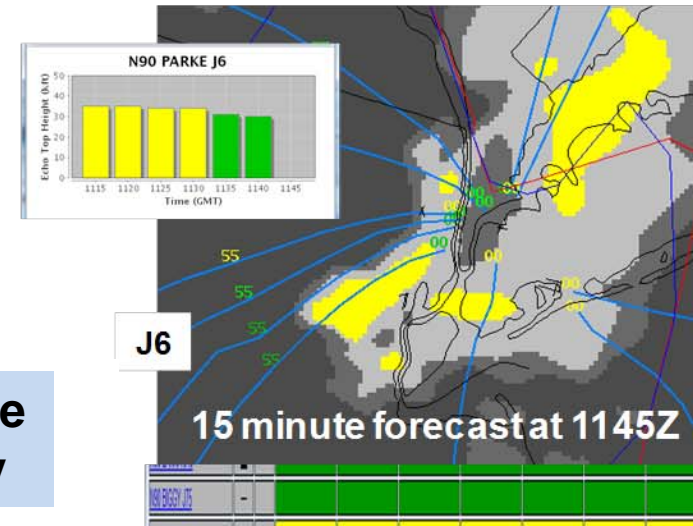 N90 PARKE J6
Echo Top Height (kft)
50
40
30
20
10
0
1115 1120 1125 1130 1135 1140 1145
Time (GMT)
55
55
55
55
00
00
00
00
00
00
00
00
J6
15 minute forecast at 1145Z
N90 BIGGY J75
-